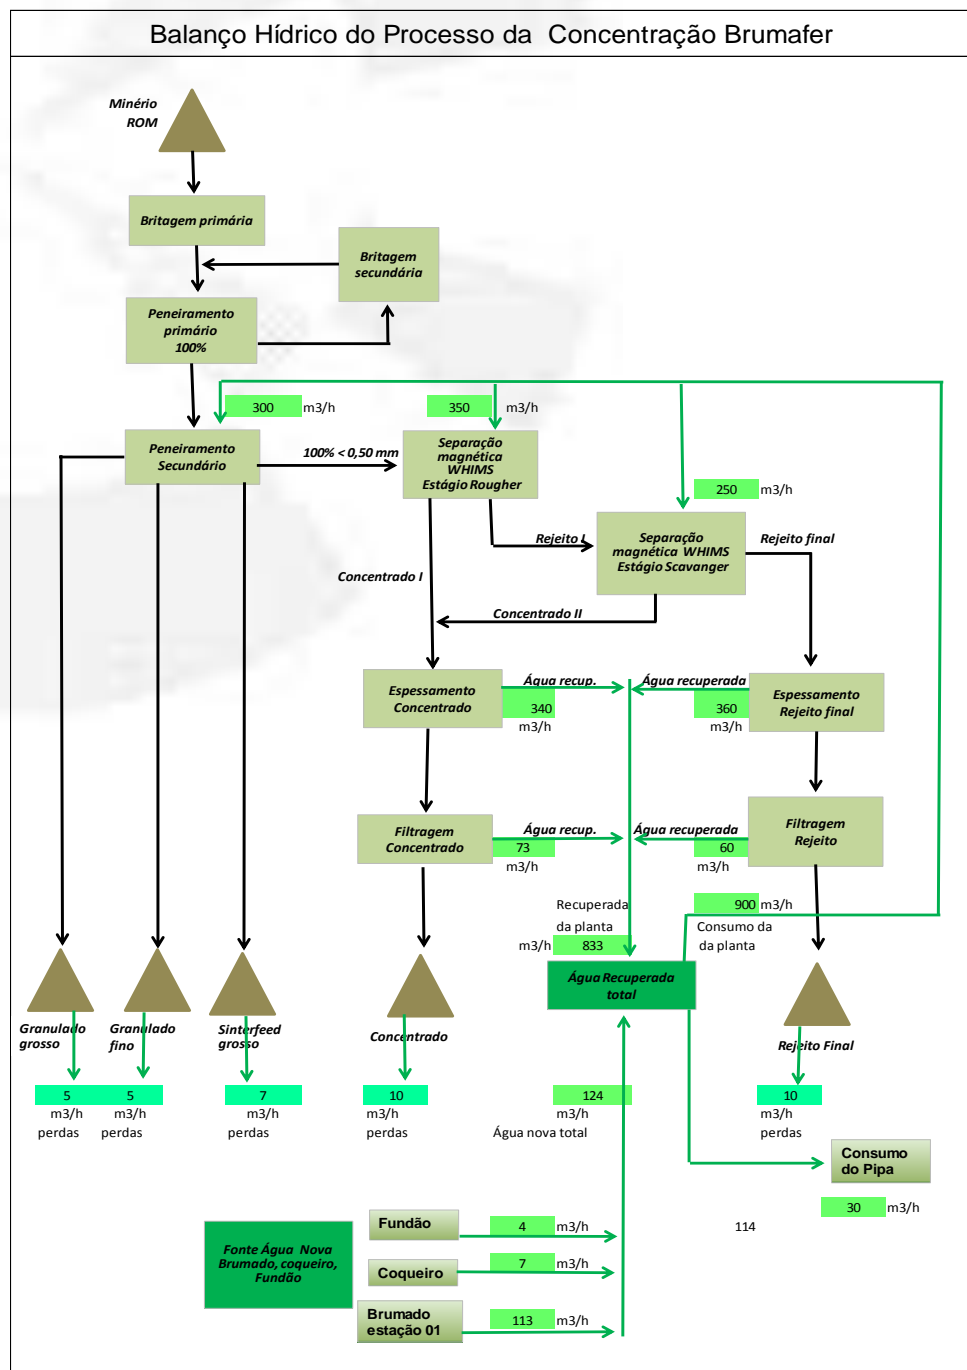 Balanço Hídrico do Processo da Concentração Brumafer
Minério
ROM
Britagem primária
Britagem
secundária
Peneiramento
primário
100%
300 m3/h
350 m3/h
Peneiramento
Secundário
100% < 0,50 mm
Separação
magnética
WHIMS
Estágio Rougher
250 m3/h
Rejeito I
Separação
magnética WHIMS
Estágio Scavanger
Rejeito final
Concentrado I
Concentrado II
Espessamento
Concentrado
Água recup.
340
m3/h
Água recuperada
360
m3/h
Espessamento
Rejeito final
Filtragem
Concentrado
Água recup.
73
m3/h
Água recuperada
60
m3/h
Filtragem
Rejeito
Recuperada
da planta
m3/h 833
900 m3/h
Consumo da
da planta
Água Recuperada
total
Granulado
grosso
Granulado
fino
Sinterfeed
grosso
Concentrado
Rejeito Final
5
m3/h
perdas
5
m3/h
perdas
7
m3/h
perdas
10
m3/h
perdas
124
m3/h
Água nova total
10
m3/h
perdas
Consumo
do Pipa
30 m3/h
114
Fonte Água Nova
Brumado, coqueiro,
Fundão
Fundão
4 m3/h
Coqueiro
7 m3/h
Brumado
estação 01
113 m3/h